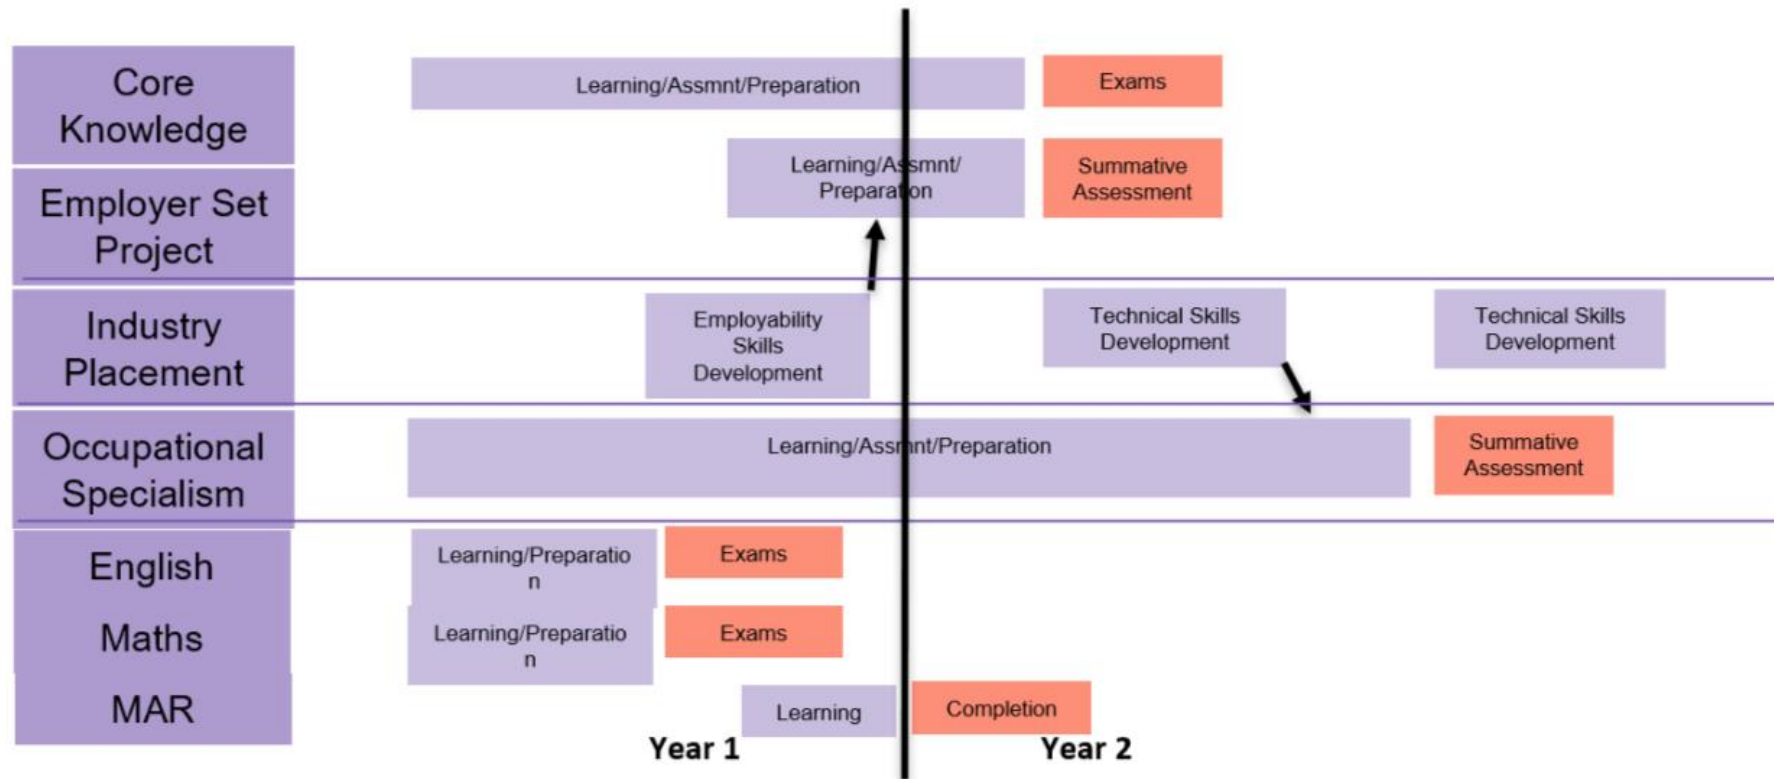 Core
Knowledge
Learning/Assmnt/Preparation
Exams
Employer Set
Project
Learning/Assmnt/
Preparation
Summative
Assessment
Industry
Placement
Employability
Skills
Development
Technical Skills
Development
Technical Skills
Development
Occupational
Specialism
Learning/Assmnt/Preparation
Summative
Assessment
English
Learning/Preparatio
n
Exams
Maths
Learning/Preparatio
n
Exams
MAR
Learning
Completion
Year 1
Year 2